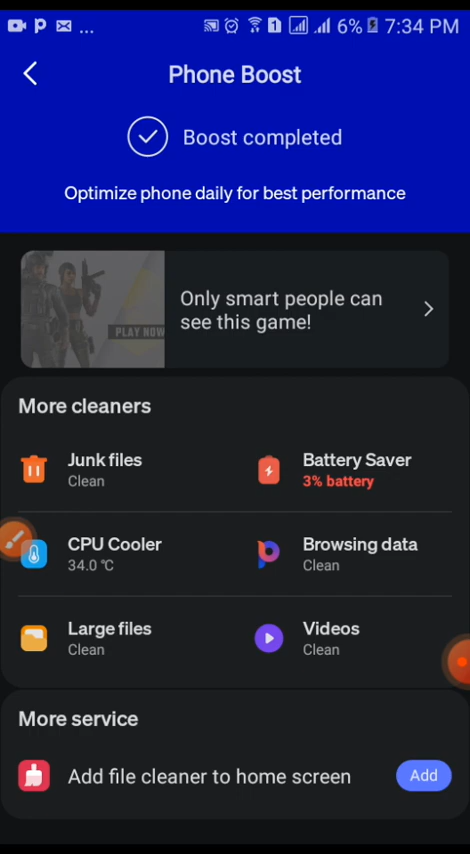 ... 1 6% 7:34 PM
Phone Boost
Boost completed
Optimize phone daily for best performance
PLAY NOW
Only smart people can
see this game!
More cleaners
Junk files
Clean
Battery Saver
3% battery
CPU Cooler
34.0 ℃
Browsing data
Clean
Large files
Clean
Videos
Clean
More service
Add file cleaner to home screen
Add